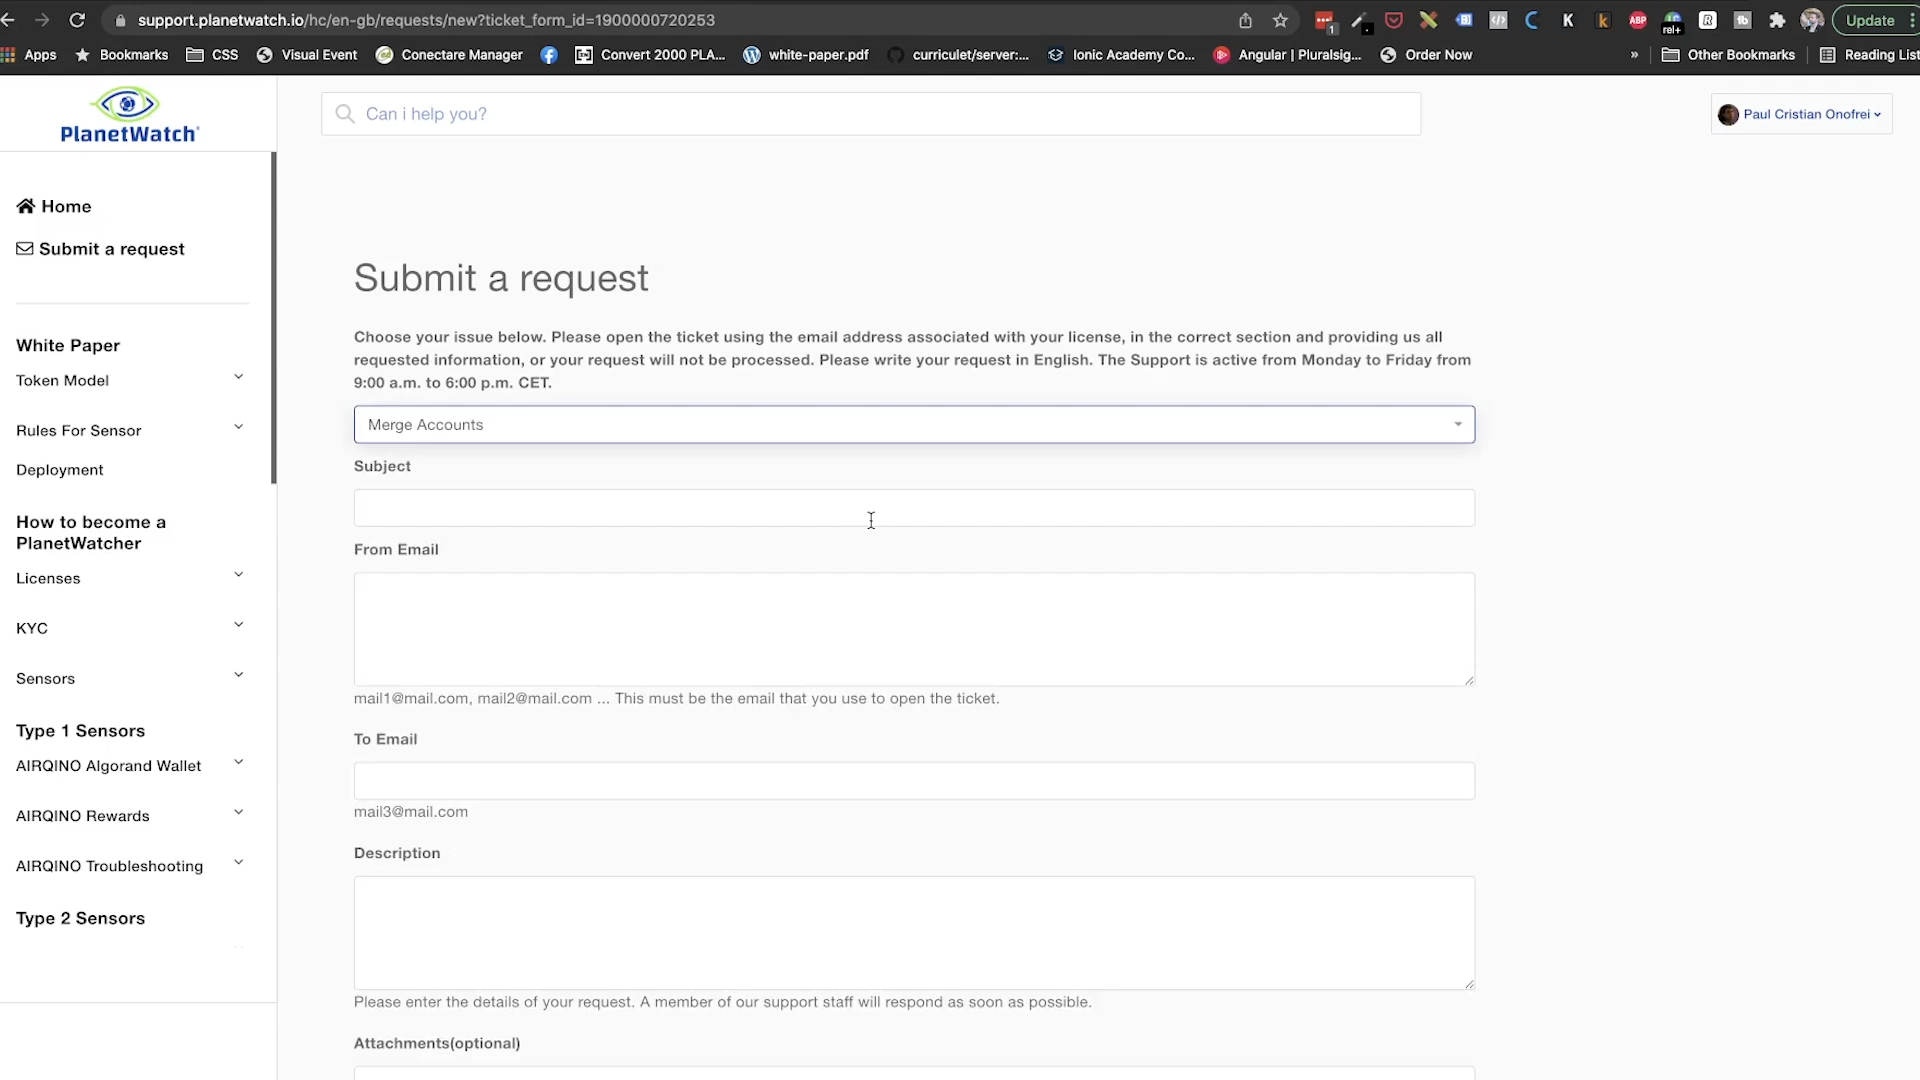 support.planetwatch.io/hc/en-gb/requests/new?ticket_form_id=1900000720253
1
rel+
K
k
ABP
Update
Apps
Bookmarks
CSS
Visual Event
Conectare Manager
Convert 2000 PLA...
white-paper.pdf
curriculet/server:...
Ionic Academy Co...
Angular | Pluralsig...
Order Now
»
Other Bookmarks
Reading List
PlanetWatch
Can i help you?
Paul Cristian Onofrei
Home
Submit a request
White Paper
Token Model
Rules For Sensor
Deployment
How to become a
PlanetWatcher
Licenses
KYC
Sensors
Type 1 Sensors
AIRQINO Algorand Wallet
AIRQINO Rewards
AIRQINO Troubleshooting
Type 2 Sensors
Submit a request
Choose your issue below. Please open the ticket using the email address associated with your license, in the correct section and providing us all
requested information, or your request will not be processed. Please write your request in English. The Support is active from Monday to Friday from
9:00 a.m. to 6:00 p.m. CET.
Merge Accounts
Subject
From Email
mail1@mail.com, mail2@mail.com ... This must be the email that you use to open the ticket.
To Email
mail3@mail.com
Description
Please enter the details of your request. A member of our support staff will respond as soon as possible.
Attachments(optional)